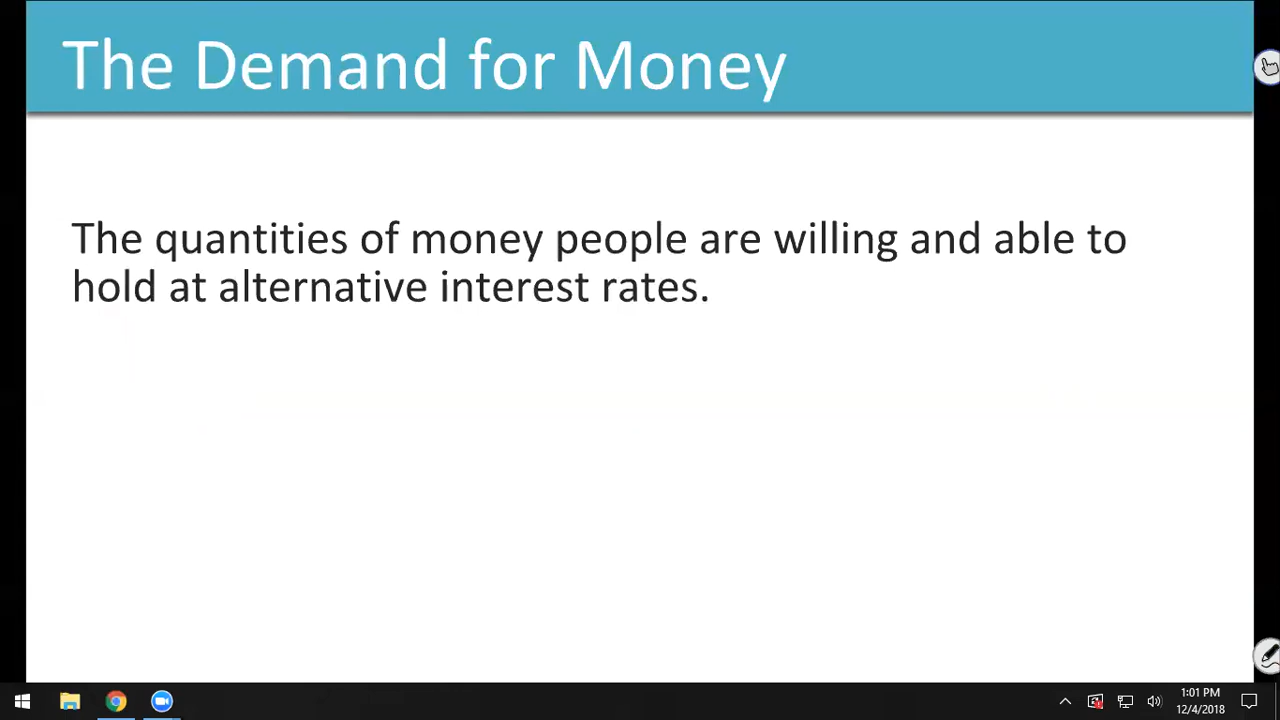 The Demand for Money
The quantities of money people are willing and able to
hold at alternative interest rates.
1:01 PM
12/4/2018